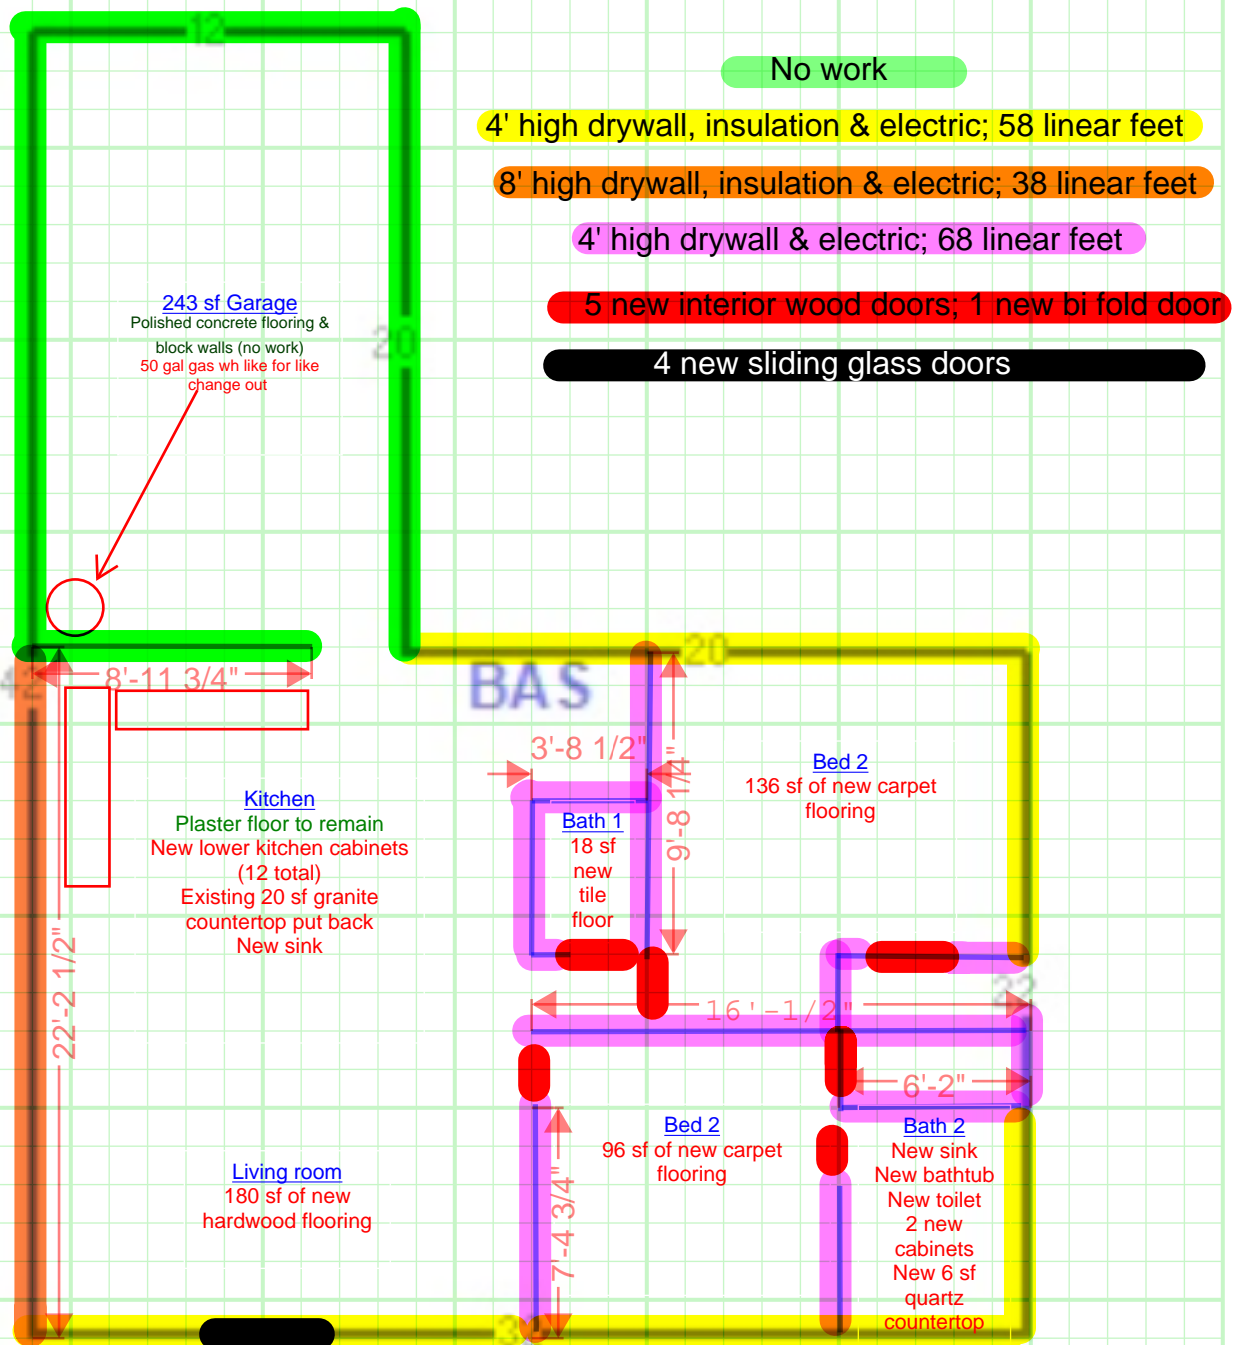 12
No work
4' high drywall, insulation & electric; 58 linear feet
8' high drywall, insulation & electric; 38 linear feet
4' high drywall & electric; 68 linear feet
5 new interior wood doors; 1 new bi fold door
4 new sliding glass doors
243 sf Garage
Polished concrete flooring &
block walls (no work)
50 gal gas wh like for like
change out
20
20
42
8'-11 3/4"
BAS
3'-8 1/2"
9'-8 1/4"
Bed 2
136 sf of new carpet
flooring
Kitchen
Plaster floor to remain
New lower kitchen cabinets
(12 total)
Existing 20 sf granite
countertop put back
New sink
Bath 1
18 sf
new
tile
floor
22'-2 1/2"
22
16'-1/2"
6'-2"
Bed 2
96 sf of new carpet
flooring
7'-4 3/4"
Bath 2
New sink
New bathtub
New toilet
2 new
cabinets
New 6 sf
quartz
countertop
Living room
180 sf of new
hardwood flooring